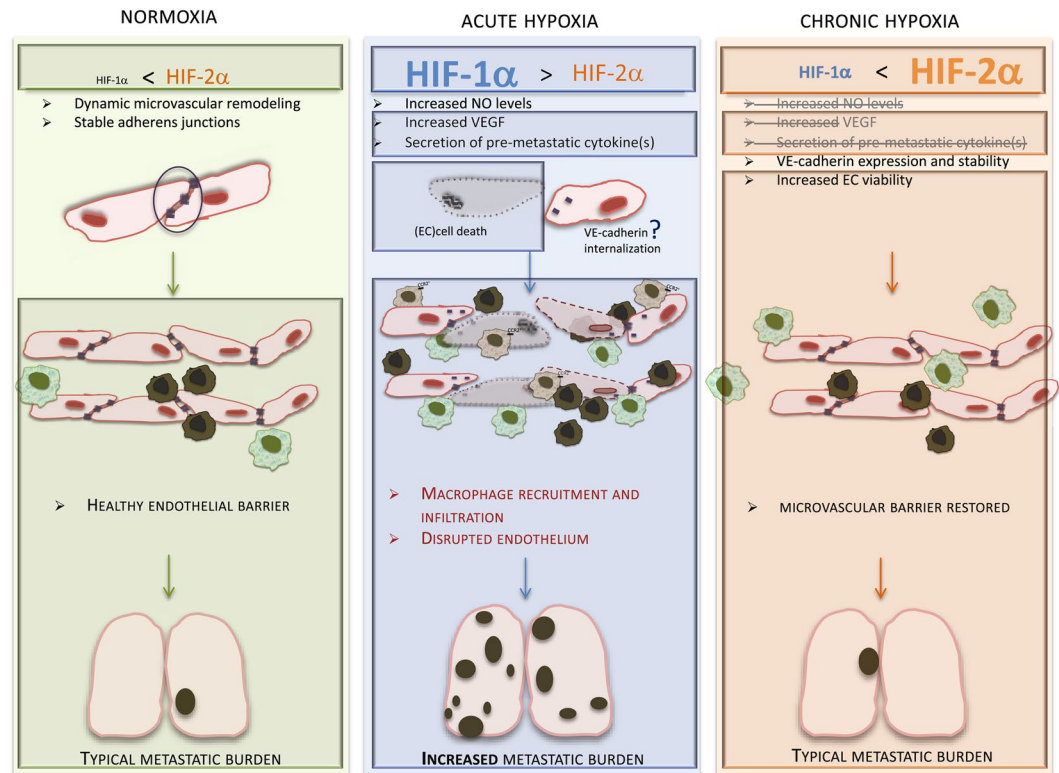 NORMOXIA
HIF-1α < HIF-2α
➢ Dynamic microvascular remodeling
➢ Stable adherens junctions
➢ HEALTHY ENDOTHELIAL BARRIER
TYPICAL METASTATIC BURDEN
ACUTE HYPOXIA
HIF-1α > HIF-2α
➢ Increased NO levels
➢ Increased VEGF
➢ Secretion of pre-metastatic cytokine(s)
(EC)cell death
VE-cadherin ?
internalization
CCR2⁺
CCR2⁺
CCR2⁺
CCR2⁺
➢ MACROPHAGE RECRUITMENT AND
INFILTRATION
➢ DISRUPTED ENDOTHELIUM
INCREASED METASTATIC BURDEN
CHRONIC HYPOXIA
HIF-1α < HIF-2α
➢ Increased NO levels
➢ Increased VEGF
➢ Secretion of pre-metastatic cytokine(s)
➢ VE-cadherin expression and stability
➢ Increased EC viability
➢ MICROVASCULAR BARRIER RESTORED
TYPICAL METASTATIC BURDEN